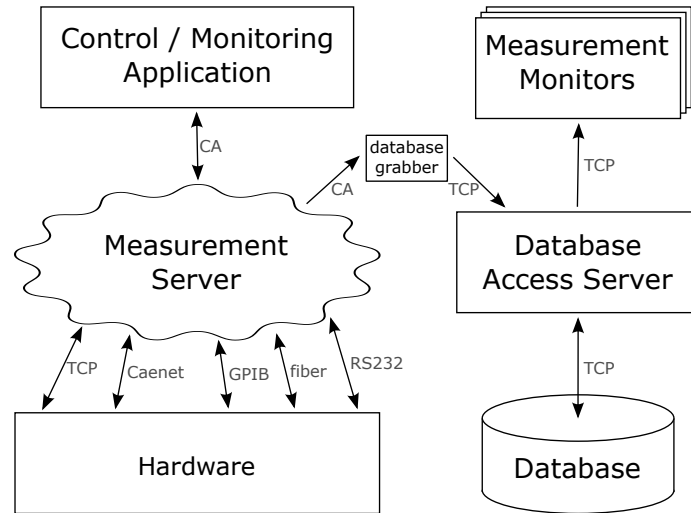 Control / Monitoring
Application
Measurement
Monitors
CA
database
grabber
CA
TCP
TCP
Measurement
Server
Database
Access Server
TCP
Caenet
GPIB
fiber
RS232
TCP
Hardware
Database